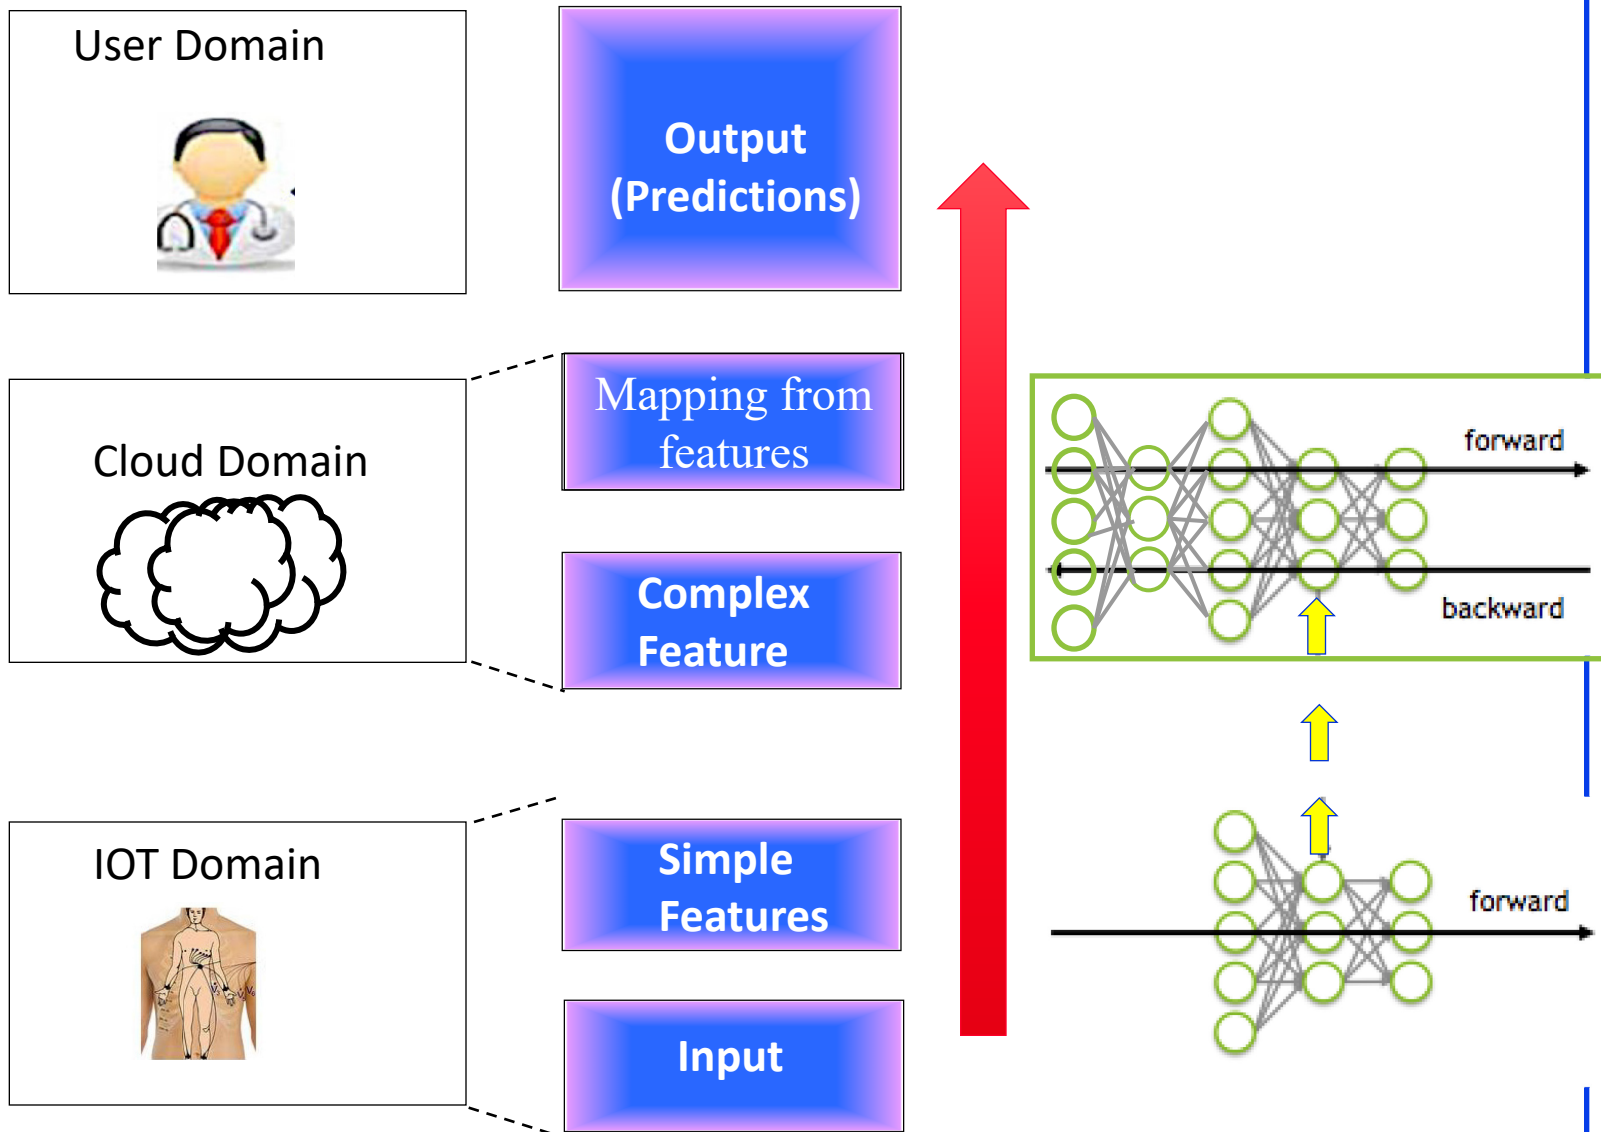 User Domain
Output
(Predictions)
Mapping from
features
Cloud Domain
Complex
Feature
forward
backward
IOT Domain
Simple
Features
Input
forward